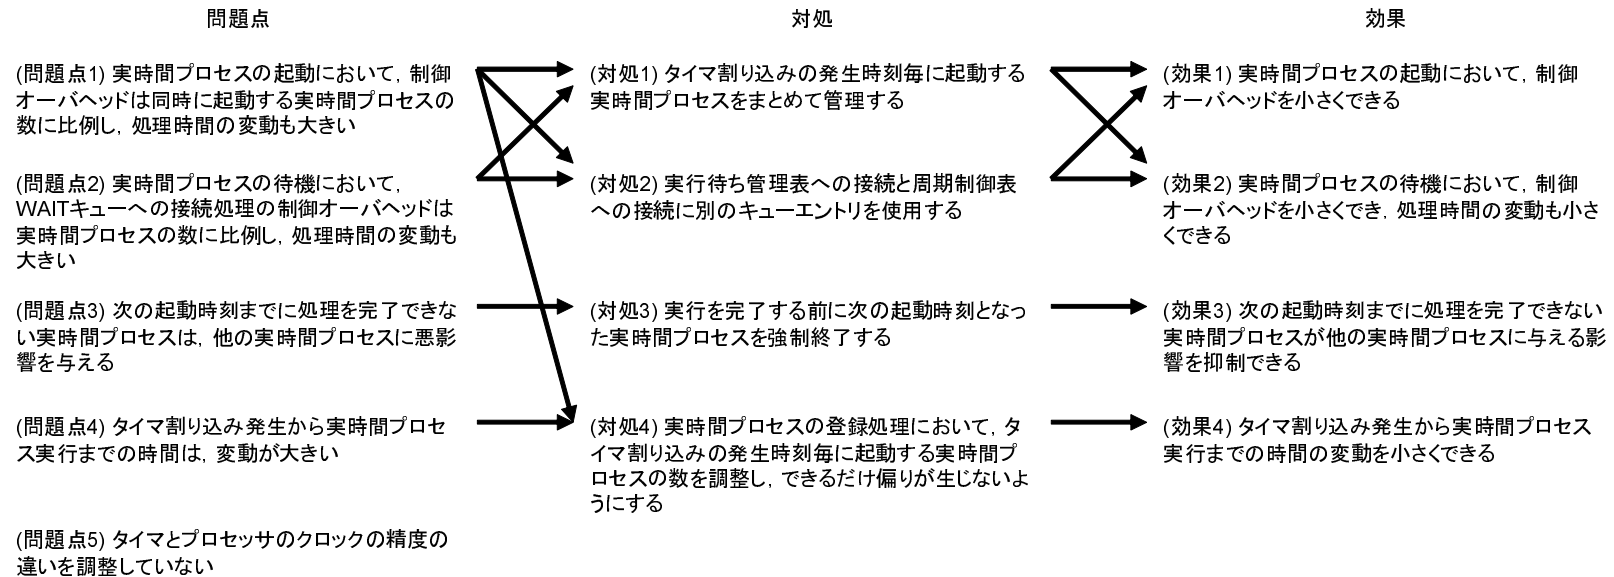 問題点
対処
効果
(問題点1) 実時間プロセスの起動において, 制御
オーバヘッドは同時に起動する実時間プロセスの
数に比例し, 処理時間の変動も大きい
(対処1) タイマ割り込みの発生時刻毎に起動する
実時間プロセスをまとめて管理する
(効果1) 実時間プロセスの起動において, 制御
オーバヘッドを小さくできる
(問題点2) 実時間プロセスの待機において,
WAITキューへの接続処理の制御オーバヘッドは
実時間プロセスの数に比例し, 処理時間の変動も
大きい
(対処2) 実行待ち管理表への接続と周期制御表
への接続に別のキューエントリを使用する
(効果2) 実時間プロセスの待機において, 制御
オーバヘッドを小さくでき, 処理時間の変動も小さ
くできる
(問題点3) 次の起動時刻までに処理を完了できな
い実時間プロセスは, 他の実時間プロセスに悪影
響を与える
(対処3) 実行を完了する前に次の起動時刻となっ
た実時間プロセスを強制終了する
(効果3) 次の起動時刻までに処理を完了できない
実時間プロセスが他の実時間プロセスに与える影
響を抑制できる
(問題点4) タイマ割り込み発生から実時間プロセ
ス実行までの時間は, 変動が大きい
(対処4) 実時間プロセスの登録処理において, タ
イマ割り込みの発生時刻毎に起動する実時間プ
ロセスの数を調整し, できるだけ偏りが生じないよ
うにする
(効果4) タイマ割り込み発生から実時間プロセス
実行までの時間の変動を小さくできる
(問題点5) タイマとプロセッサのクロックの精度の
違いを調整していない